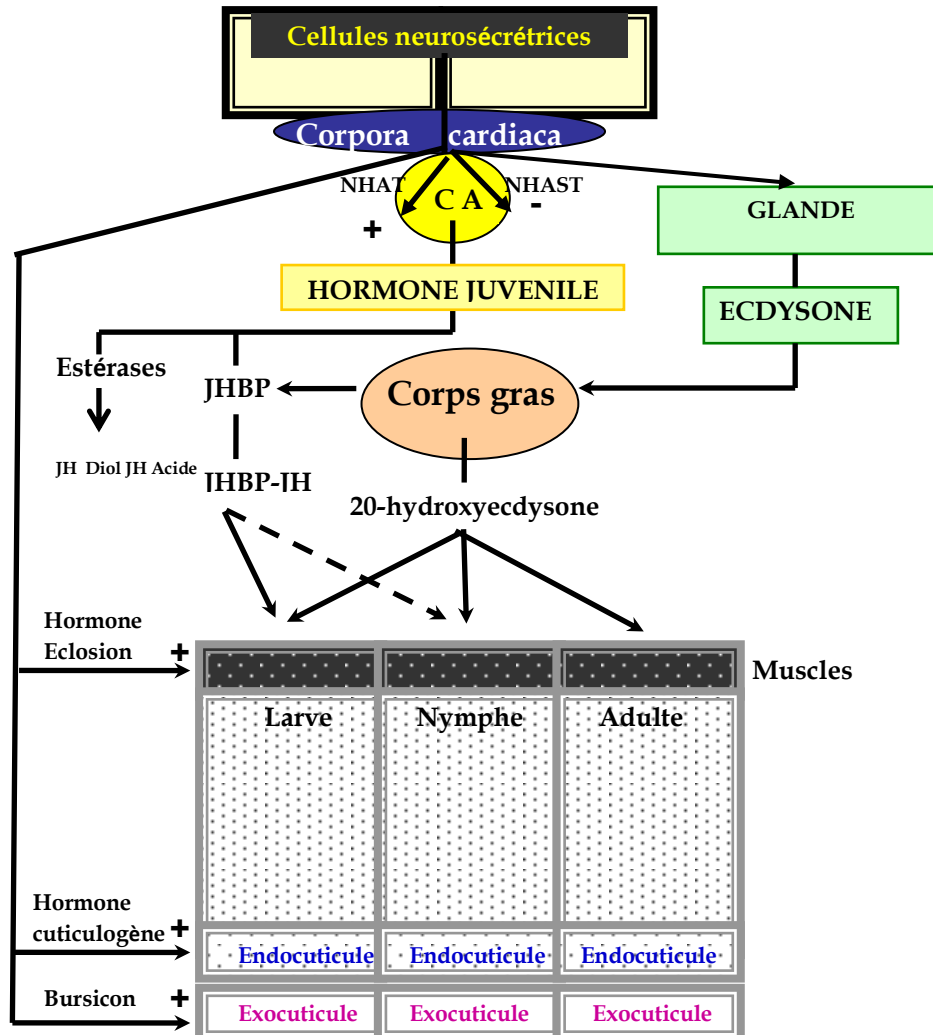 Cellules neurosécrétrices
Corpora cardiaca
NHAT
NHAST
C A
+
-
GLANDE
HORMONE JUVENILE
ECDYSONE
Estérases
JHBP
Corps gras
JH Diol JH Acide
JHBP-JH
20-hydroxyecdysone
Hormone
Eclosion
+
Muscles
Larve
Nymphe
Adulte
Hormone
cuticulogène
+
Endocuticule
Endocuticule
Endocuticule
Bursicon
+
Exocuticule
Exocuticule
Exocuticule